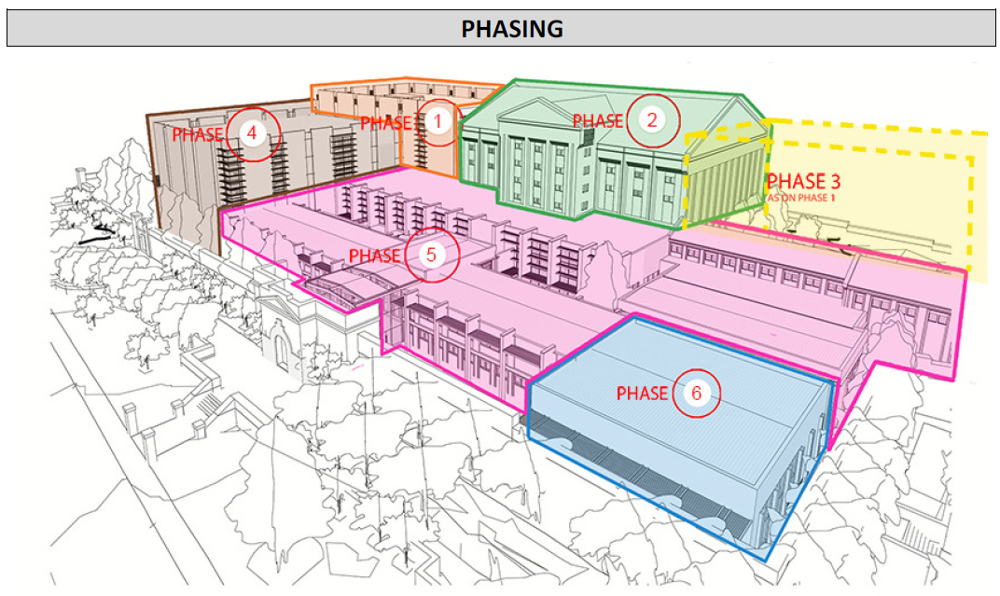 PHASING
PHASE 1
PHASE 2
PHASE 4
PHASE 3
AS ON PHASE 1
PHASE 5
PHASE 6